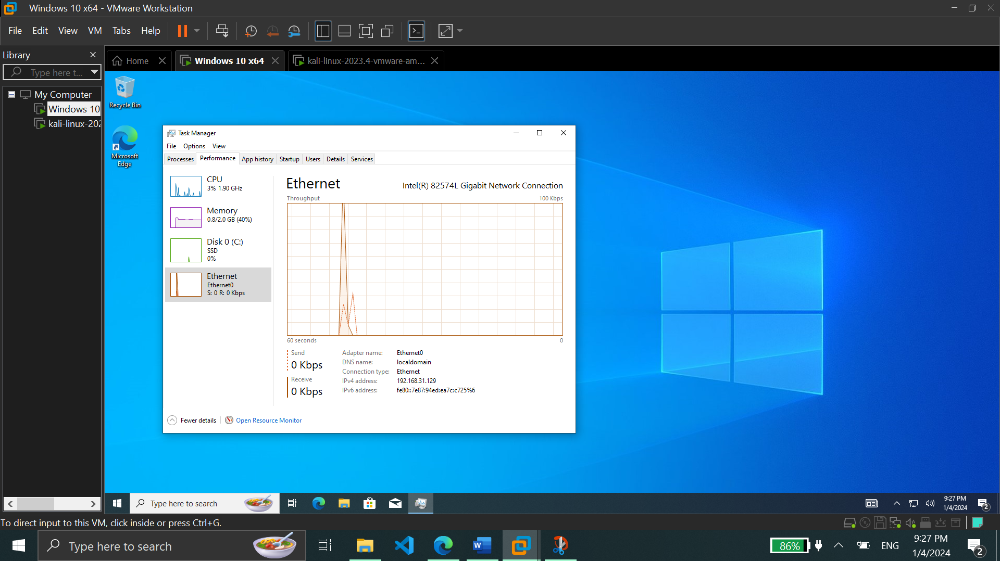 Windows 10 x64 - VMware Workstation
File Edit View VM Tabs Help
Library
Type here t...
My Computer
Windows 10
kali-linux-202
Home
Windows 10 x64
kali-linux-2023.4-vmware-am...
Recycle Bin
Microsoft
Edge
Task Manager
File Options View
Processes Performance App history Startup Users Details Services
CPU
3% 1.90 GHz
Memory
0.8/2.0 GB (40%)
Disk 0 (C:)
SSD
0%
Ethernet
Ethernet0
S: 0 R: 0 Kbps
Ethernet
Intel(R) 82574L Gigabit Network Connection
Throughput
100 Kbps
60 seconds
0
Send
0 Kbps
Receive
0 Kbps
Adapter name: Ethernet0
DNS name: localdomain
Connection type: Ethernet
IPv4 address: 192.168.31.129
IPv6 address: fe80::7e87:94ed:ea7c:c725%6
Fewer details
Open Resource Monitor
Type here to search
9:27 PM
1/4/2024
2
To direct input to this VM, click inside or press Ctrl+G.
Type here to search
W
86%
ENG
9:27 PM
1/4/2024
2